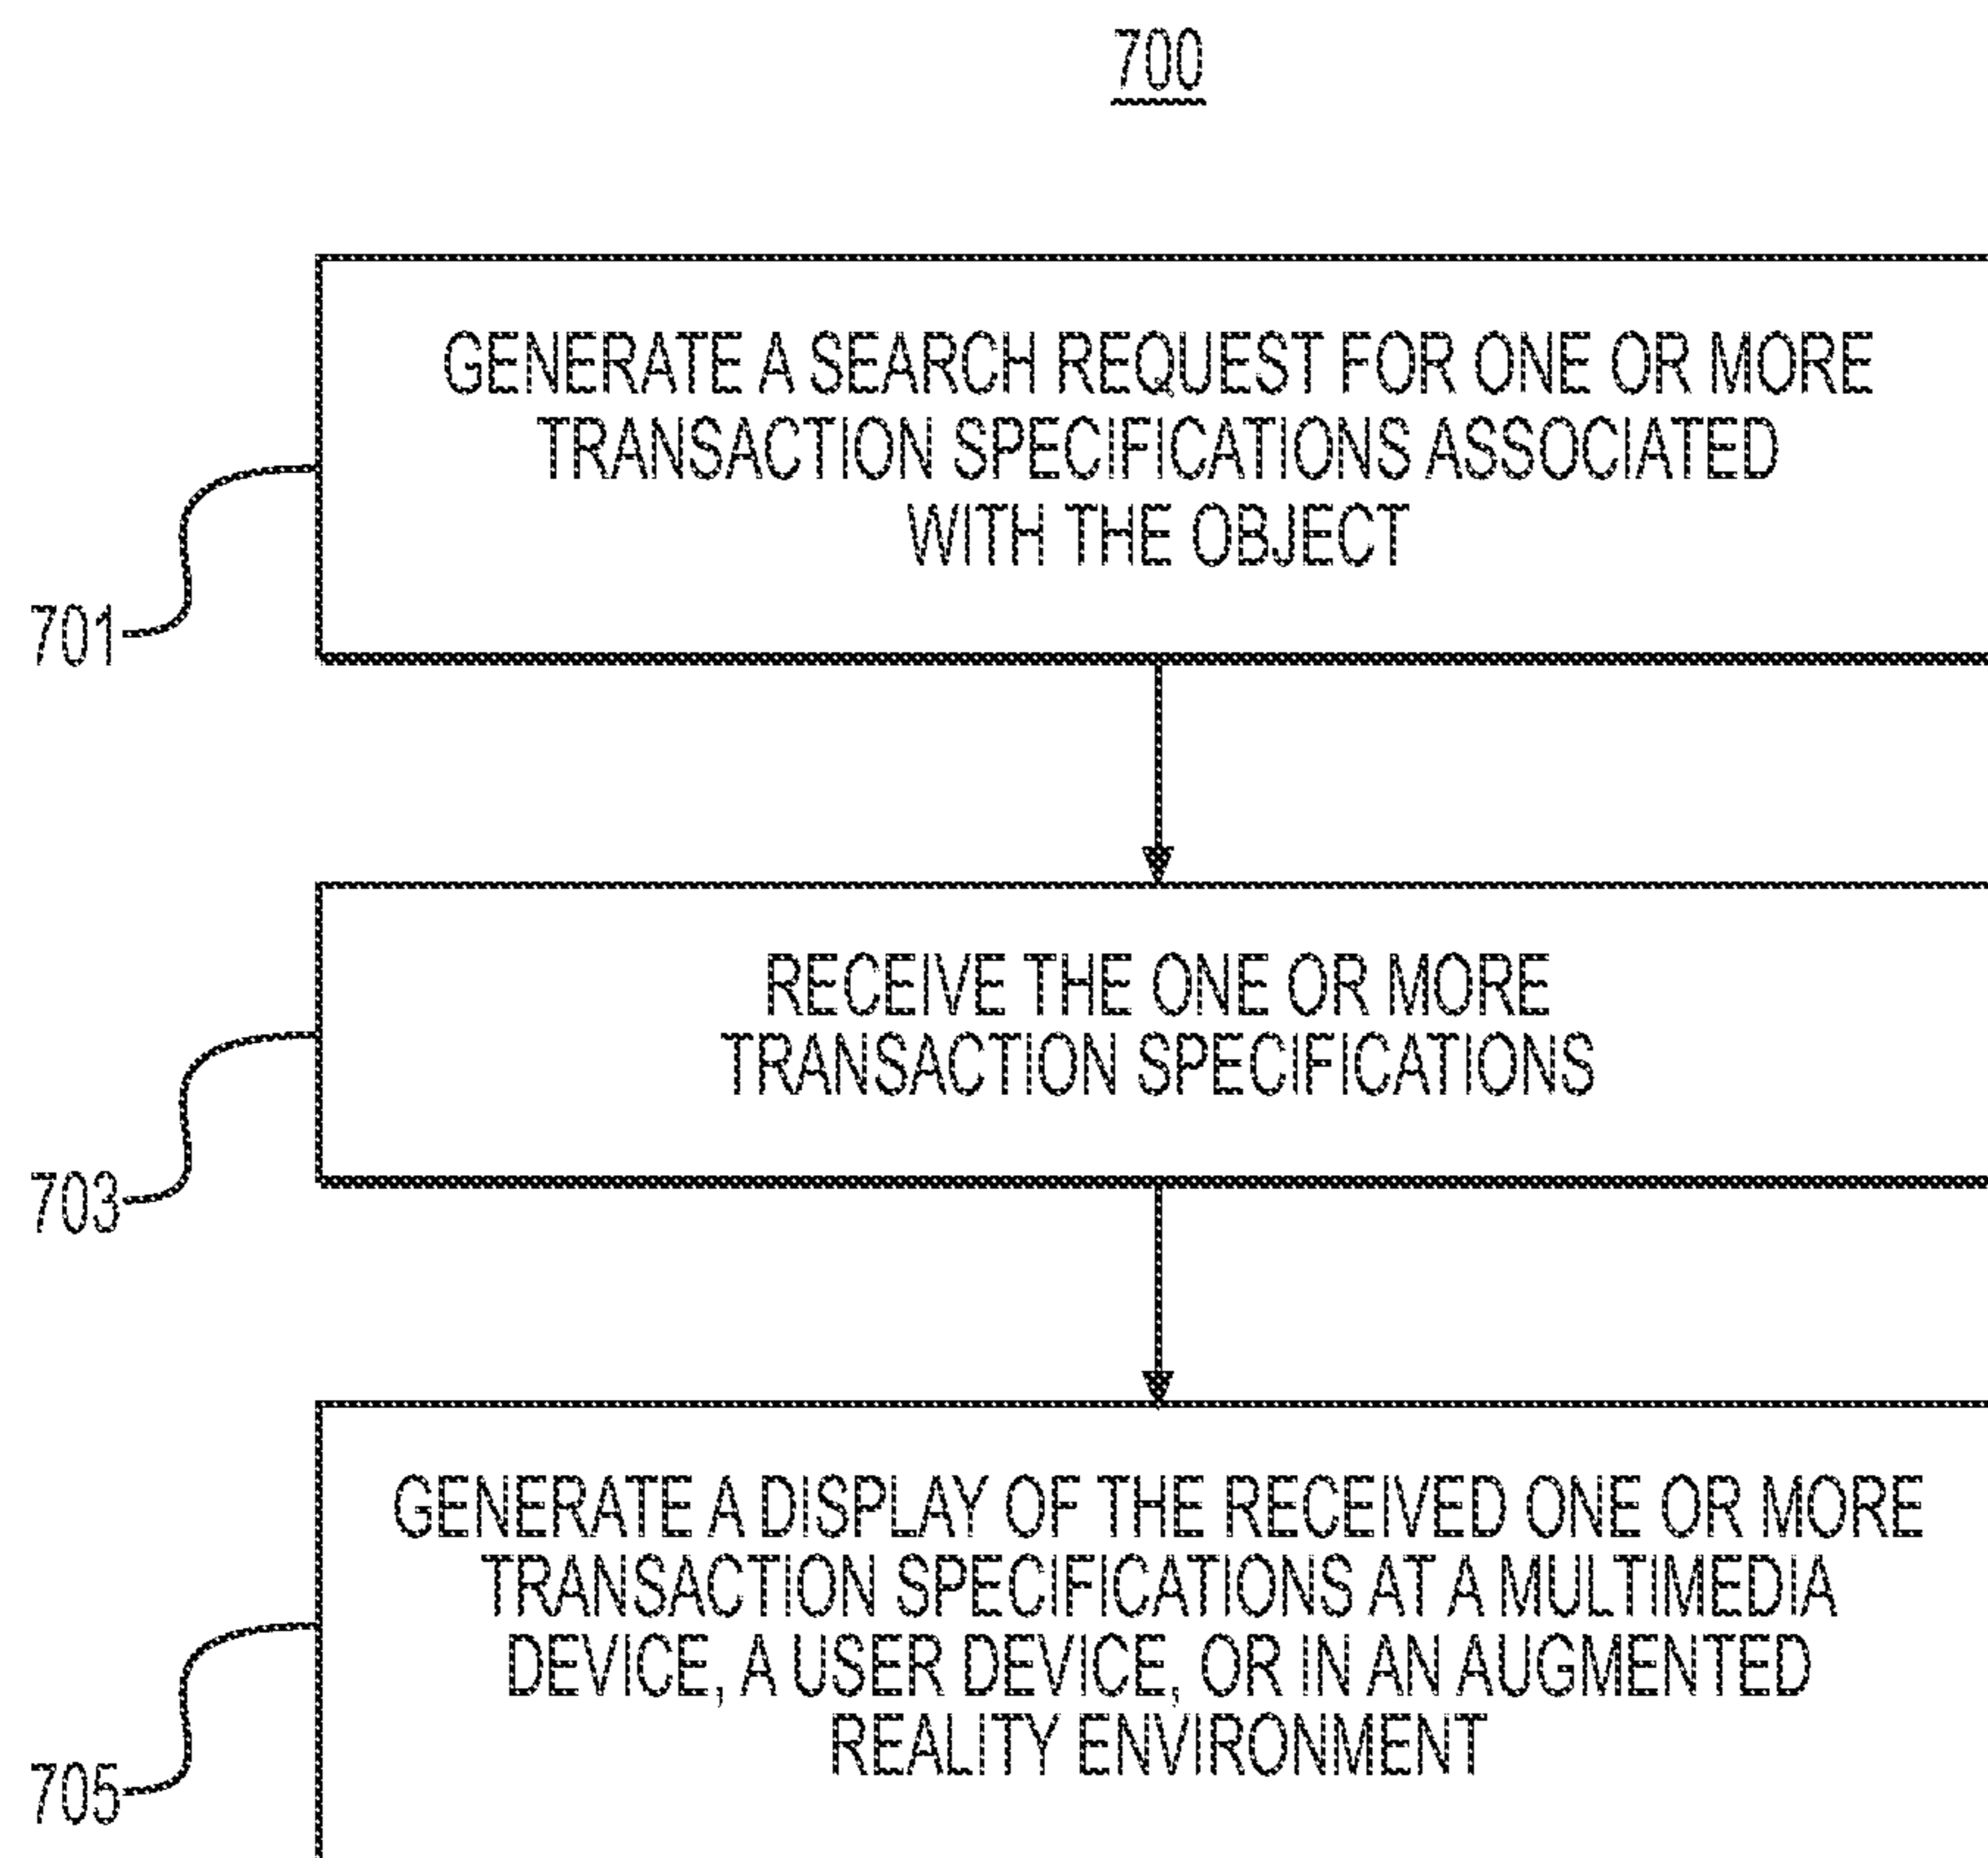 700
GENERATE A SEARCH REQUEST FOR ONE OR MORE
TRANSACTION SPECIFICATIONS ASSOCIATED
WITH THE OBJECT
701
RECEIVE THE ONE OR MORE
TRANSACTION SPECIFICATIONS
703
GENERATE A DISPLAY OF THE RECEIVED ONE OR MORE
TRANSACTION SPECIFICATIONS AT A MULTIMEDIA
DEVICE, A USER DEVICE, OR IN AN AUGMENTED
REALITY ENVIRONMENT
705